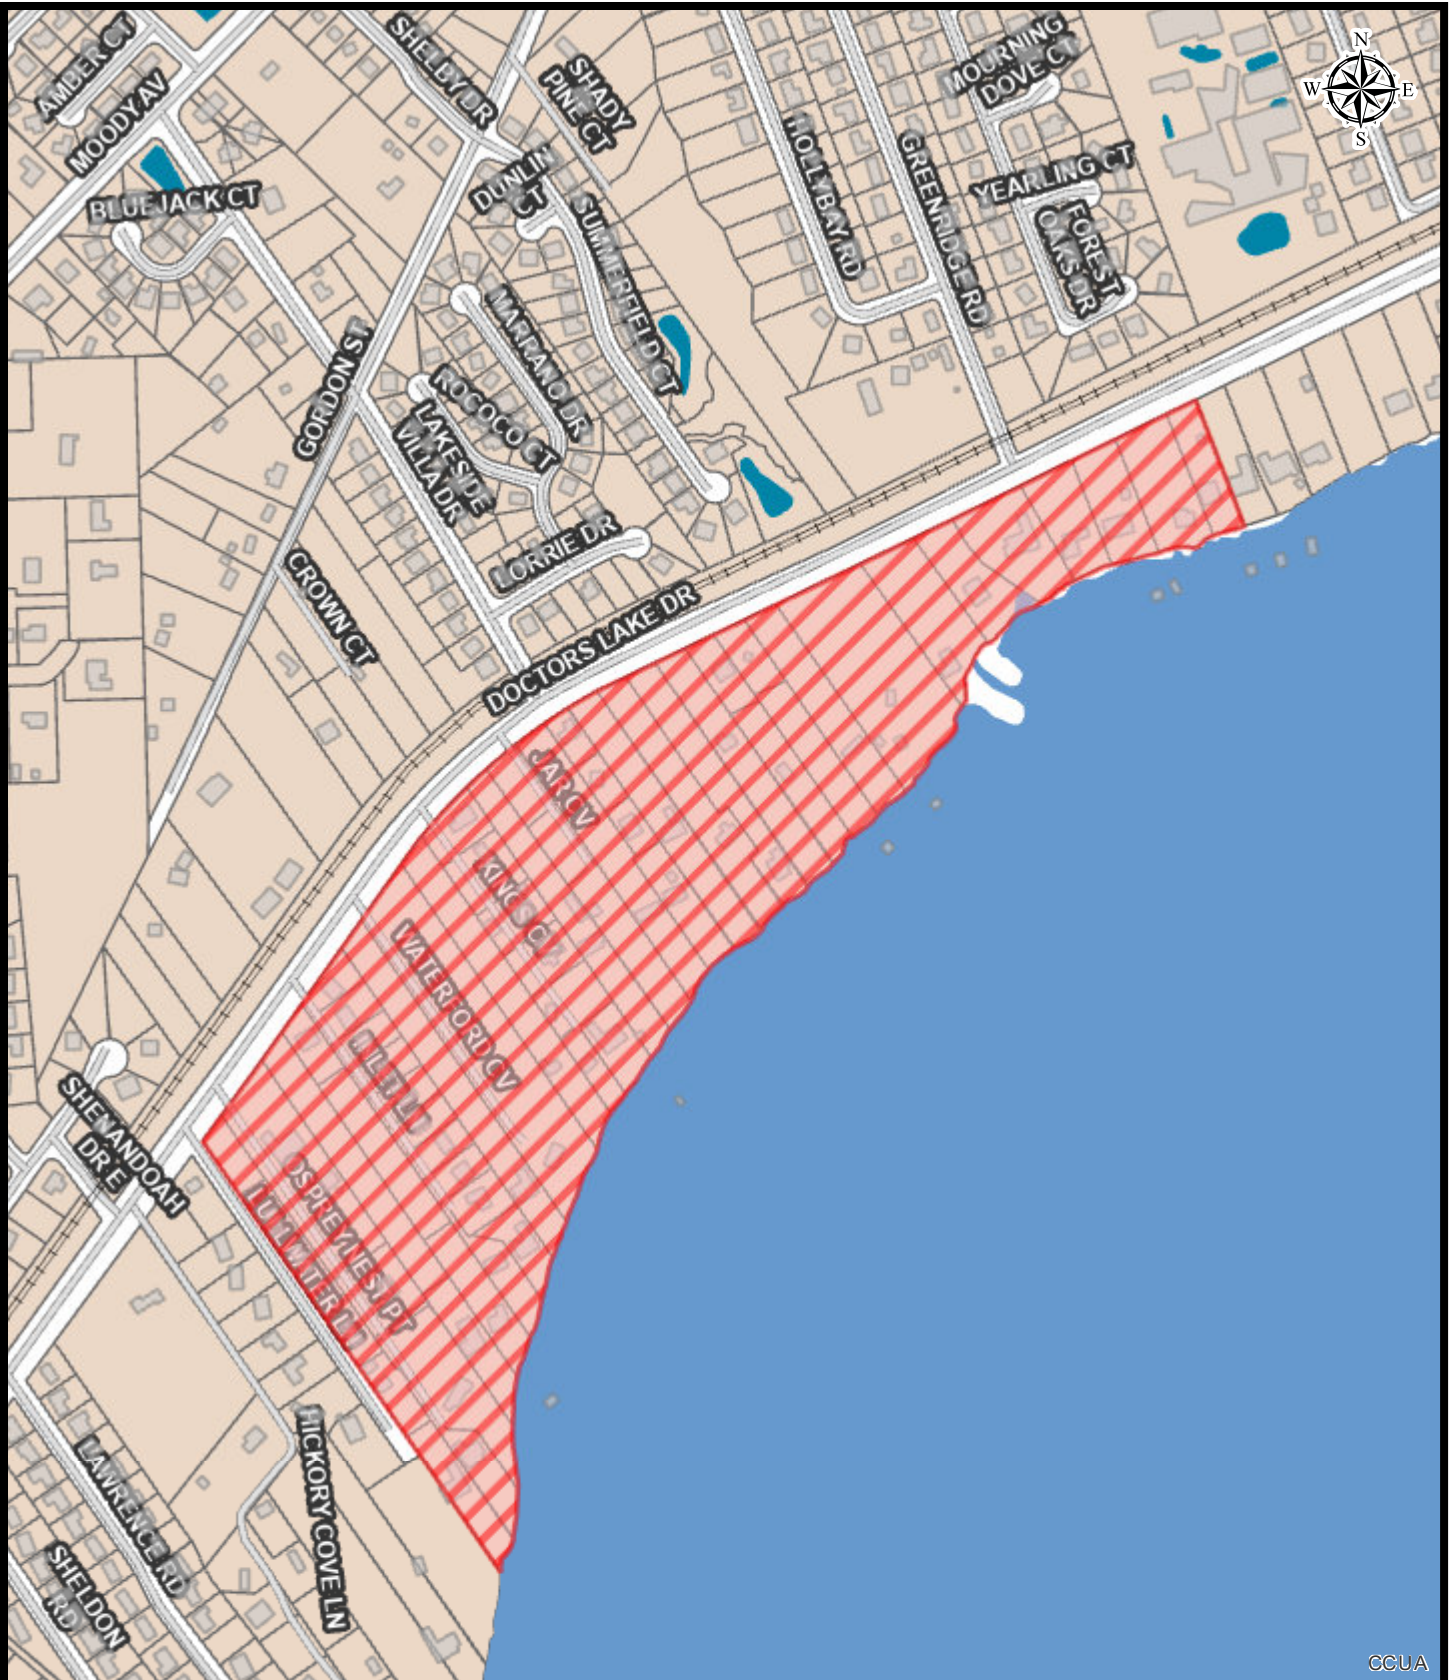 AMBER CT
MOODY AV
SHELBY DR
SHADY
PINE CT
MOURNING
DOVE CT
N
W
E
S
BLUEJACK CT
DUNLIN
CT
HOLLYBAY RD
GREENRIDGE RD
YEARLING CT
FOREST
OAKS DR
SUMMERFIELD CT
MARRANO DR
GORDON ST
ROCOCO CT
LAKESIDE
VILLA DR
LORRIE DR
CROWN CT
DOCTORS LAKE DR
JAR CV
KINGS CV
WATERFORD CV
SHENANDOAH
DR E
OSPREY NEST PT
HICKORY COVE LN
LAWRENCE RD
SHELDON
RD
CCUA